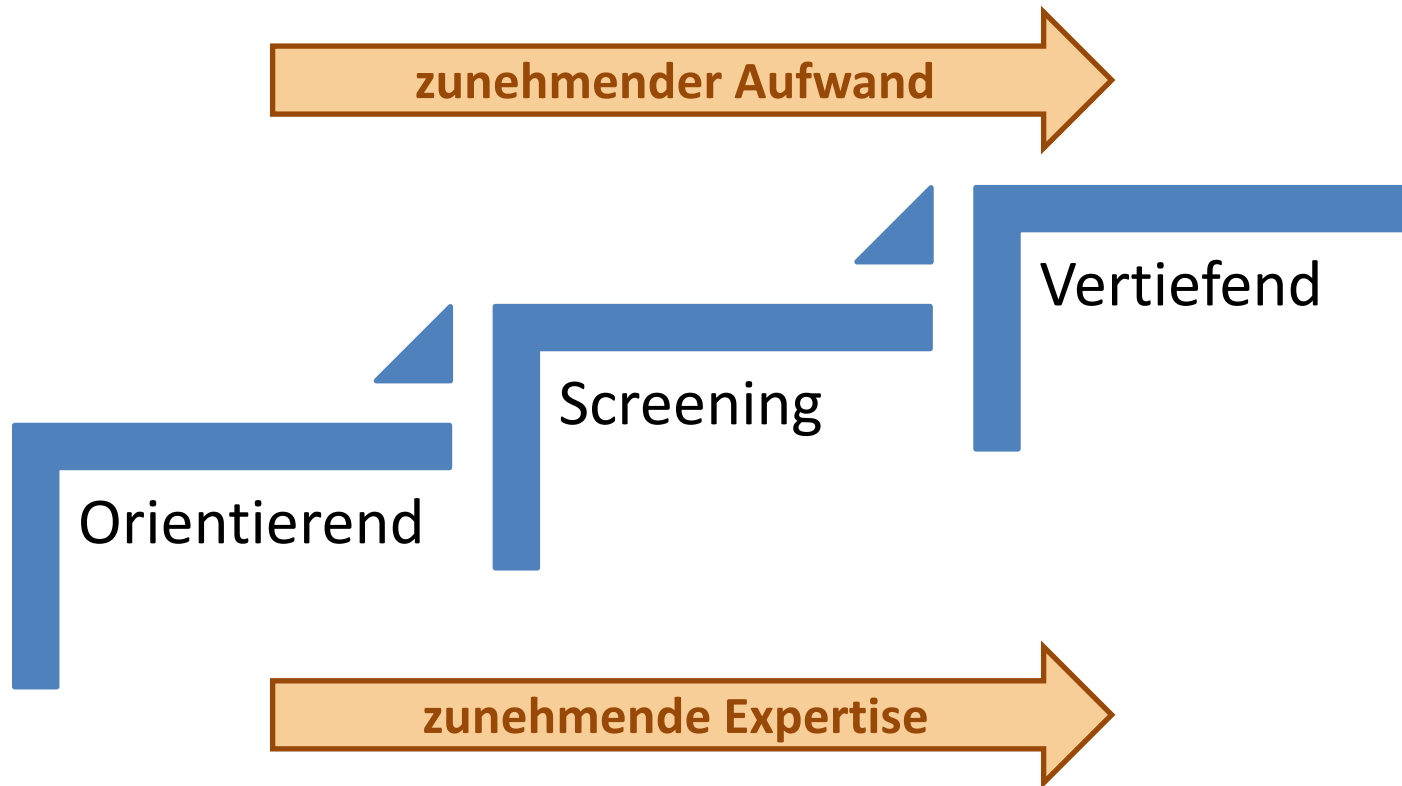 zunehmender Aufwand
Vertiefend
Screening
Orientierend
zunehmende Expertise